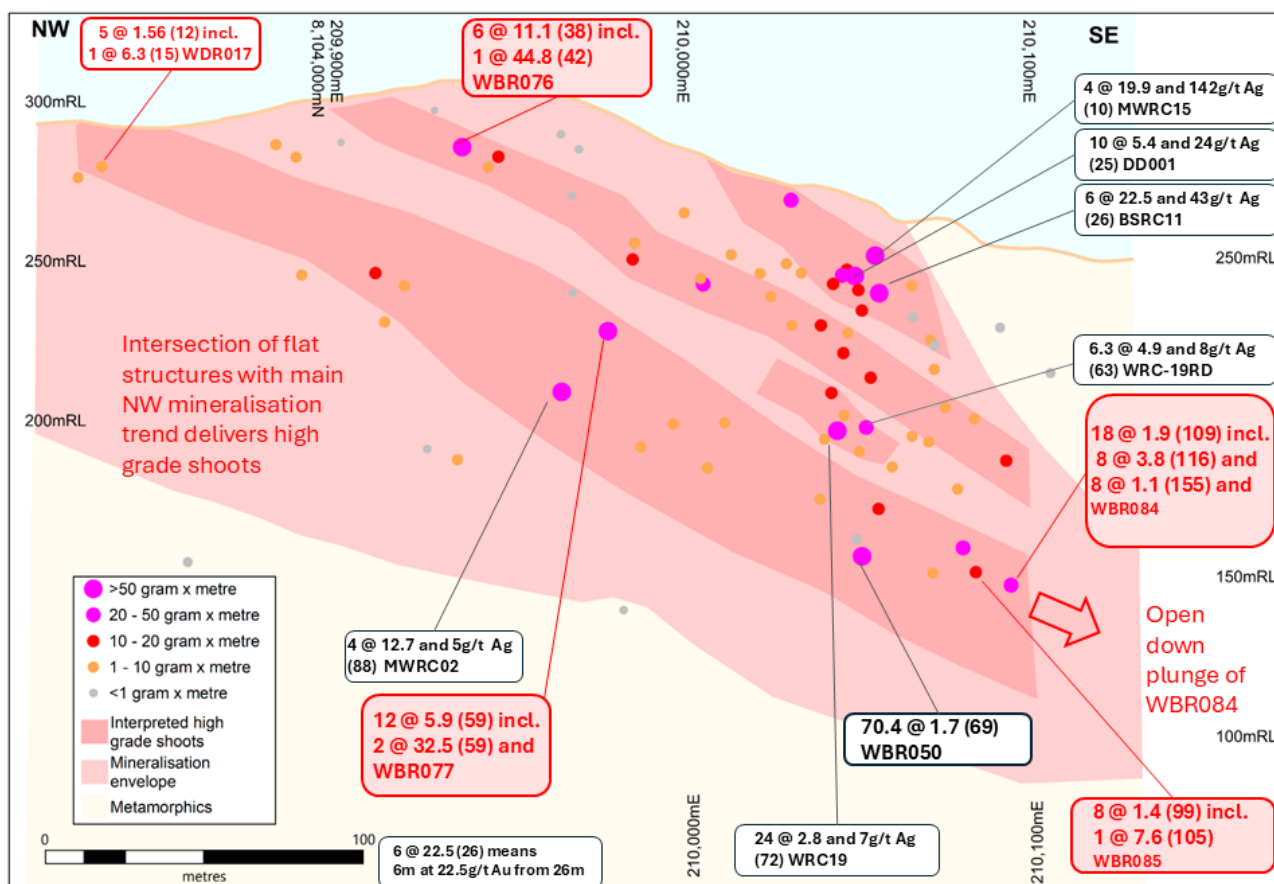 NW
SE
5 @ 1.56 (12) incl.
1 @ 6.3 (15) WDR017
8,104,000mN
209,900mE
6 @ 11.1 (38) incl.
1 @ 44.8 (42)
WBR076
210,000mE
210,100mE
300mRL
4 @ 19.9 and 142g/t Ag
(10) MWRC15
10 @ 5.4 and 24g/t Ag
(25) DD001
6 @ 22.5 and 43g/t Ag
(26) BSRC11
250mRL
250mRL
Intersection of flat
structures with main
NW mineralisation
trend delivers high
grade shoots
6.3 @ 4.9 and 8g/t Ag
(63) WRC-19RD
200mRL
18 @ 1.9 (109) incl.
8 @ 3.8 (116) and
8 @ 1.1 (155) and
WBR084
150mRL
>50 gram x metre
20 - 50 gram x metre
10 - 20 gram x metre
1 - 10 gram x metre
<1 gram x metre
Interpreted high
grade shoots
Mineralisation
envelope
Metamorphics
Open
down
plunge of
WBR084
4 @ 12.7 and 5g/t Ag
(88) MWRC02
12 @ 5.9 (59) incl.
2 @ 32.5 (59) and
WBR077
70.4 @ 1.7 (69)
WBR050
100mRL
210,000mE
210,100mE
24 @ 2.8 and 7g/t Ag
(72) WRC19
8 @ 1.4 (99) incl.
1 @ 7.6 (105)
WBR085
0
100
metres
6 @ 22.5 (26) means
6m at 22.5g/t Au from 26m